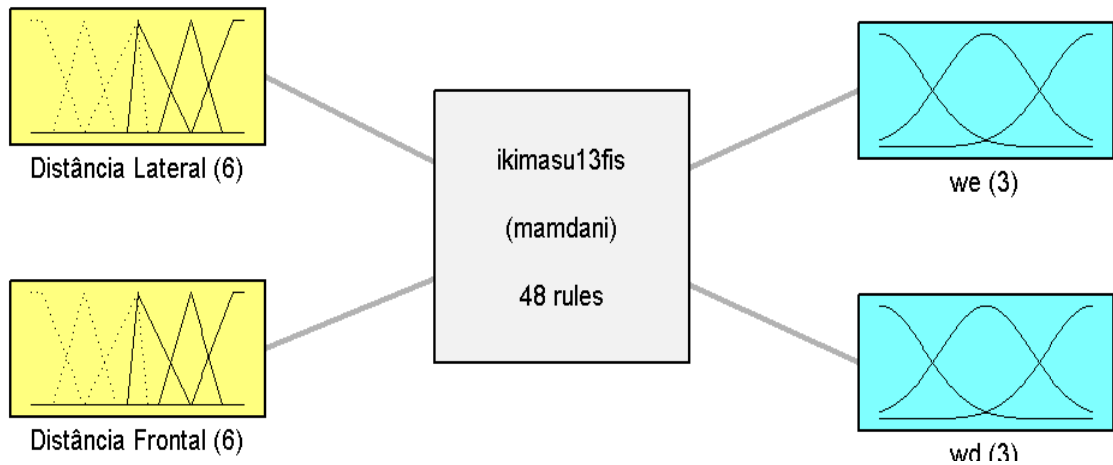 Distância Lateral (6)
Distância Frontal (6)
ikimasu13fis
(mamdani)
48 rules
we (3)
wd (3)